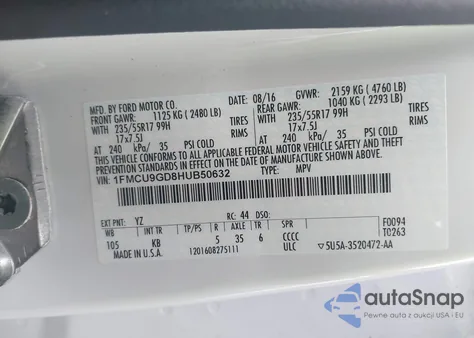 MFD. BY FORD MOTOR CO.
DATE: 08/16 GVWR: 2159 KG ( 4760 LB)
FRONT GAWR: 1125 KG ( 2480 LB) REAR GAWR: 1040 KG ( 2293 LB)
WITH 235/55R17 99H TIRES WITH 235/55R17 99H TIRES
17x7.5J RIMS 17x7.5J RIMS
AT 240 kPa/ 35 PSI COLD AT 240 kPa/ 35 PSI COLD
THIS VEHICLE CONFORMS TO ALL APPLICABLE FEDERAL MOTOR VEHICLE SAFETY AND
THEFT PREVENTION STANDARDS IN EFFECT ON THE DATE OF MANUFACTURE SHOWN ABOVE.
VIN: 1FMCU9GD8HUB50632 TYPE: MPV
EXT PNT: YZ RC: 44 DSO: F0094
WB INT TR R AXLE TR SPR T0263
105 KB 5 35 6 CCCC
MADE IN U.S.A. 1201608275111 ULC ▽5U5A-3520472-AA
autoSnap
Pewne auta z USA i EU